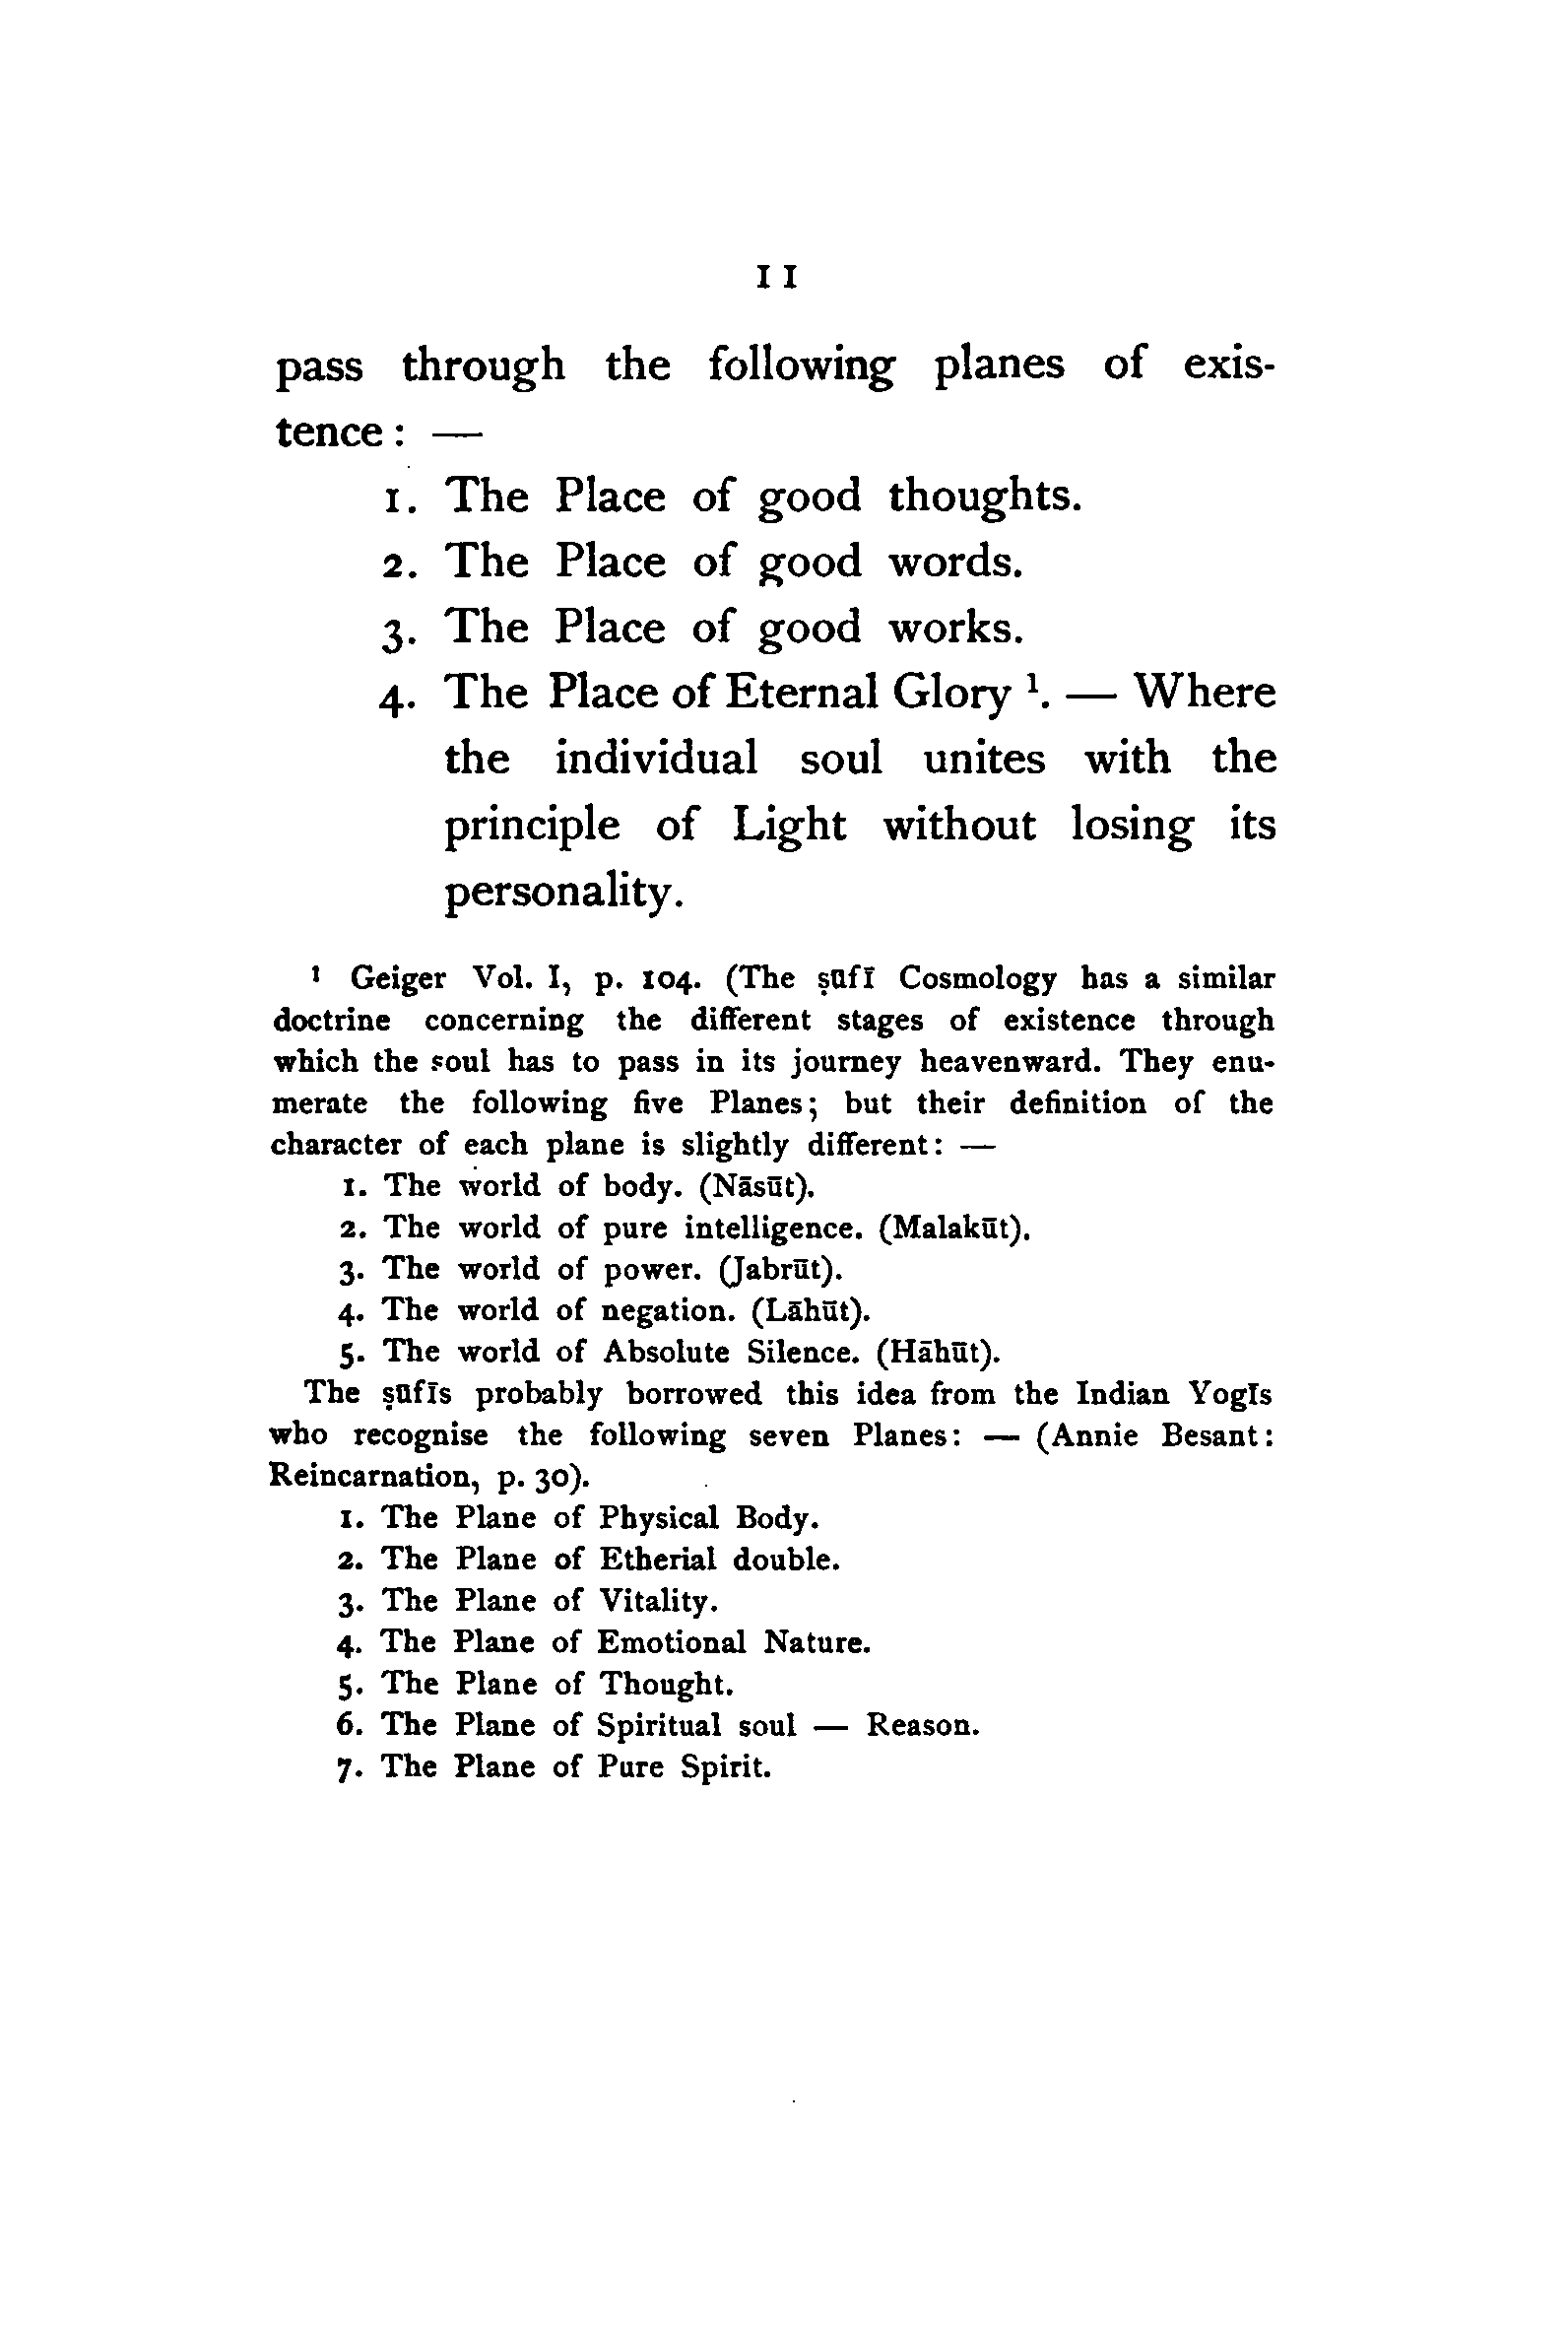 11
pass through the following planes of exis-
tence: —
1. The Place of good thoughts.
2. The Place of good words.
3. The Place of good works.
4. The Place of Eternal Glory ¹. — Where
the individual soul unites with the
principle of Light without losing its
personality.
¹ Geiger Vol. I, p. 104. (The ṣūfī Cosmology has a similar
doctrine concerning the different stages of existence through
which the soul has to pass in its journey heavenward. They enu-
merate the following five Planes; but their definition of the
character of each plane is slightly different: —
1. The world of body. (Nāsūt).
2. The world of pure intelligence. (Malakūt).
3. The world of power. (Jabrūt).
4. The world of negation. (Lāhūt).
5. The world of Absolute Silence. (Hāhūt).
The ṣūfīs probably borrowed this idea from the Indian Yogīs
who recognise the following seven Planes: — (Annie Besant:
Reincarnation, p. 30).
1. The Plane of Physical Body.
2. The Plane of Etherial double.
3. The Plane of Vitality.
4. The Plane of Emotional Nature.
5. The Plane of Thought.
6. The Plane of Spiritual soul — Reason.
7. The Plane of Pure Spirit.